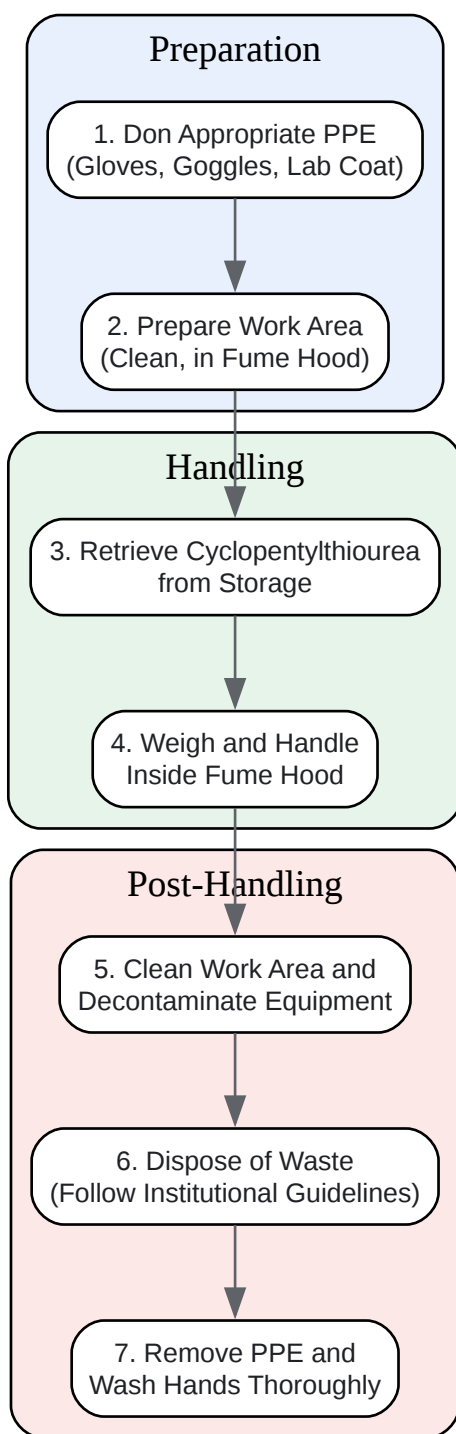 Preparation
1. Don Appropriate PPE
(Gloves, Goggles, Lab Coat)
2. Prepare Work Area
(Clean, in Fume Hood)
Handling
3. Retrieve Cyclopentylthiourea
from Storage
4. Weigh and Handle
Inside Fume Hood
Post-Handling
5. Clean Work Area and
Decontaminate Equipment
6. Dispose of Waste
(Follow Institutional Guidelines)
7. Remove PPE and
Wash Hands Thoroughly